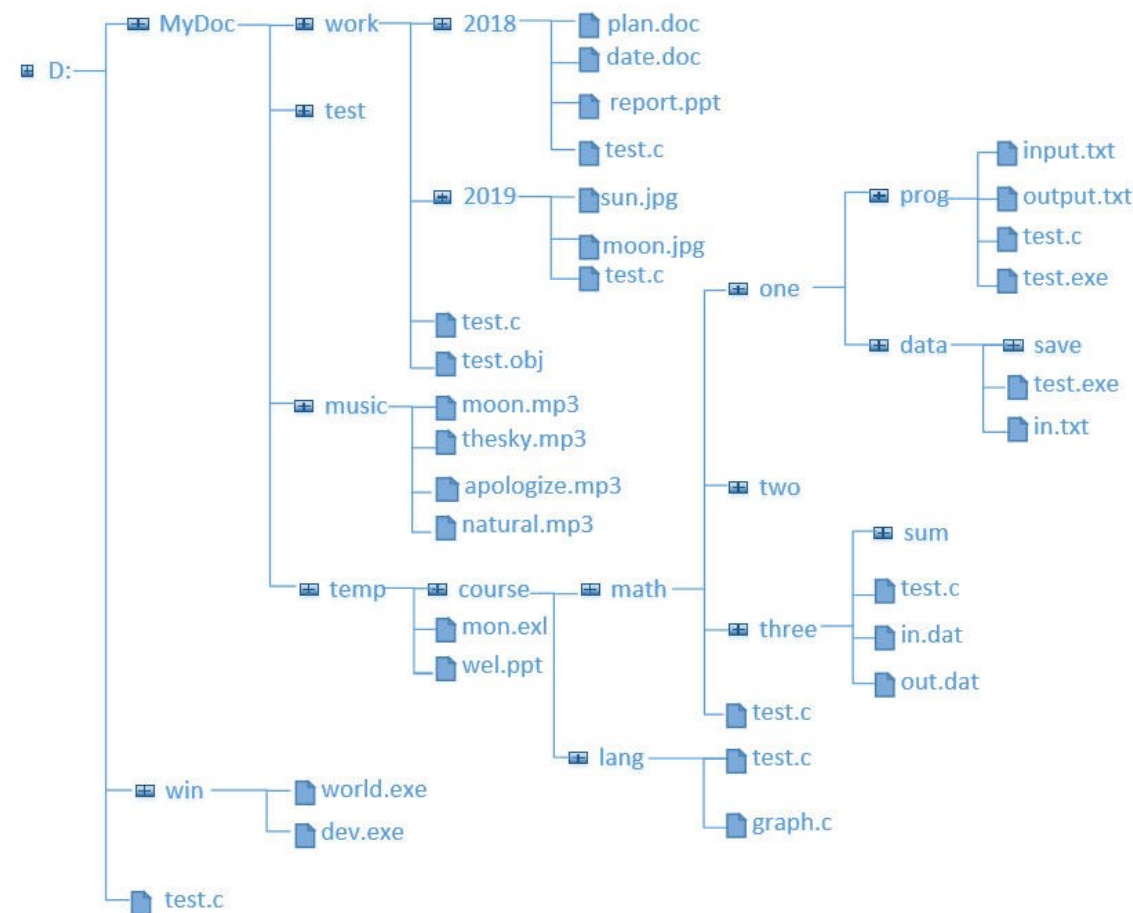 D:
MyDoc
work
2018
plan.doc
date.doc
report.ppt
test.c
2019
sun.jpg
moon.jpg
test.c
test.c
test.obj
test
music
moon.mp3
thesky.mp3
apologize.mp3
natural.mp3
temp
course
math
one
prog
input.txt
output.txt
test.c
test.exe
data
save
test.exe
in.txt
two
three
sum
test.c
in.dat
out.dat
test.c
lang
test.c
graph.c
mon.exl
wel.ppt
win
world.exe
dev.exe
test.c